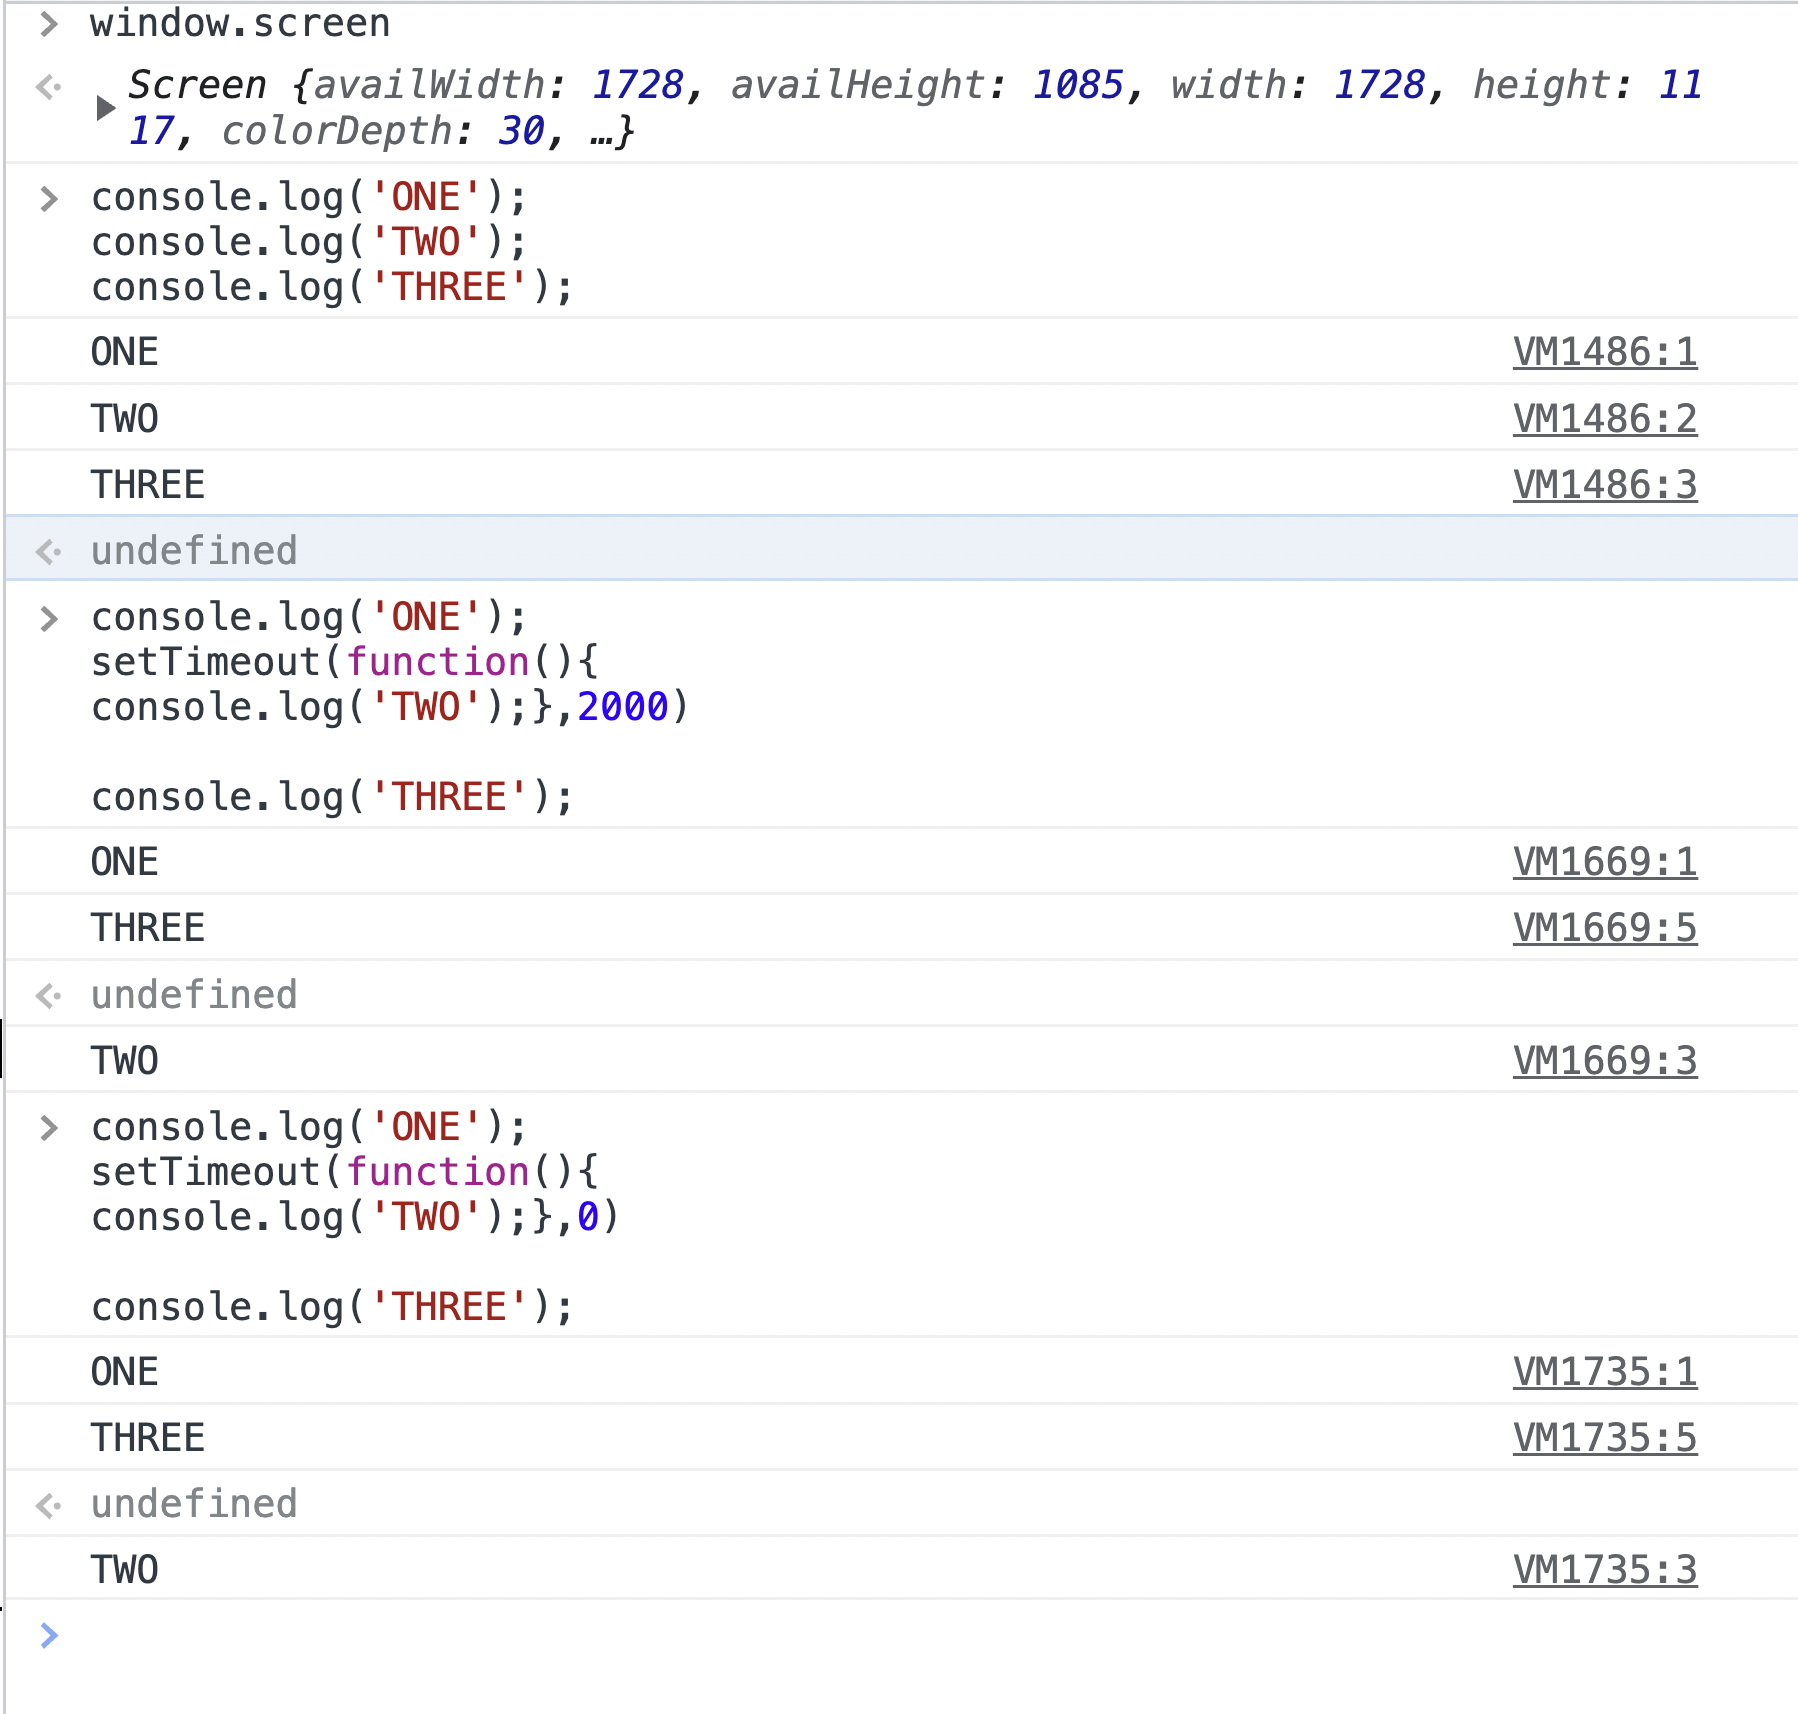 > window.screen
<· ▶ Screen {availWidth: 1728, availHeight: 1085, width: 1728, height: 11
17, colorDepth: 30, …}
> console.log('ONE');
console.log('TWO');
console.log('THREE');
ONE VM1486:1
TWO VM1486:2
THREE VM1486:3
<· undefined
> console.log('ONE');
setTimeout(function(){
console.log('TWO');},2000)
console.log('THREE');
ONE VM1669:1
THREE VM1669:5
<· undefined
TWO VM1669:3
> console.log('ONE');
setTimeout(function(){
console.log('TWO');},0)
console.log('THREE');
ONE VM1735:1
THREE VM1735:5
<· undefined
TWO VM1735:3
>